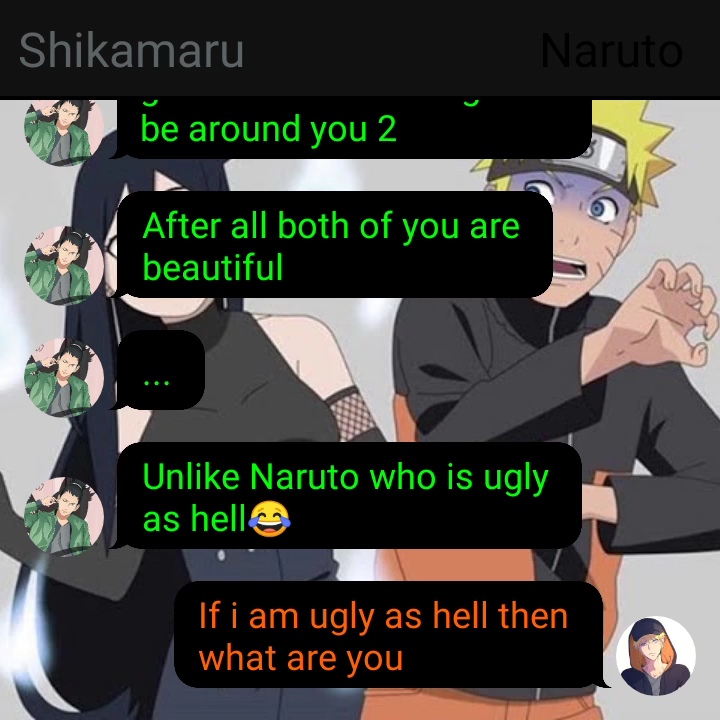 Shikamaru
Naruto
be around you 2
After all both of you are
beautiful
...
Unlike Naruto who is ugly
as hell😂
If i am ugly as hell then
what are you